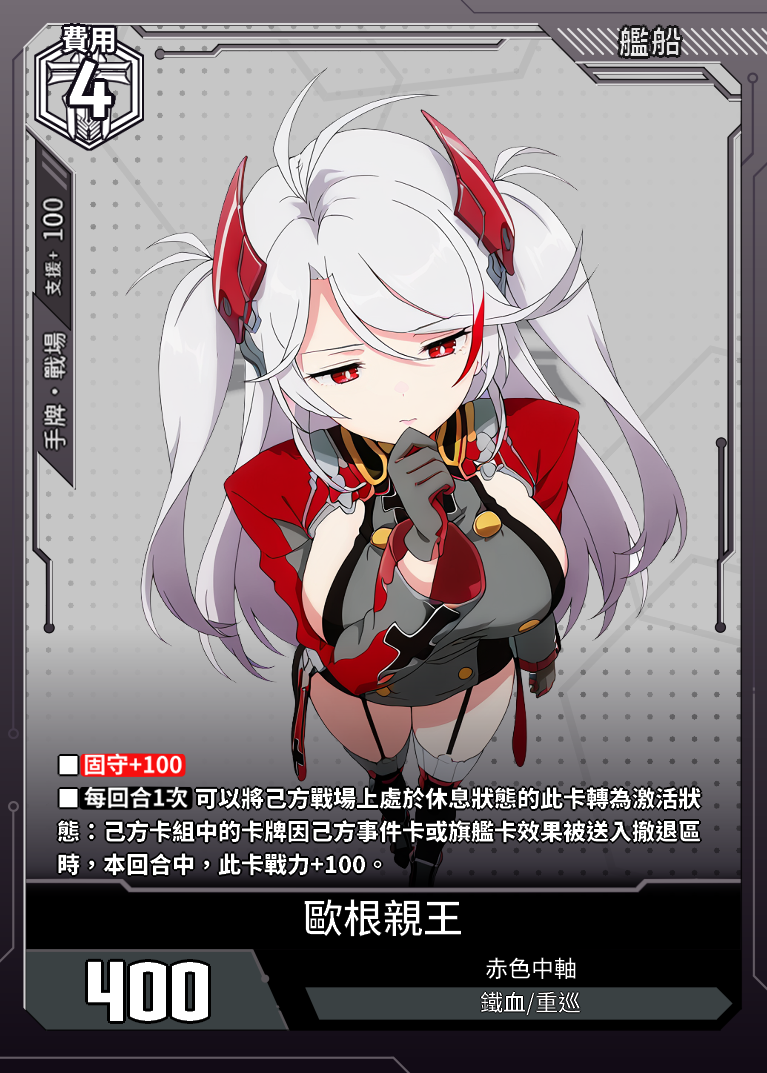 費用
4
艦船
支援+ 100
手牌・戰場
■固守+100
■每回合1次 可以將己方戰場上處於休息狀態的此卡轉為激活狀
態：己方卡組中的卡牌因己方事件卡或旗艦卡效果被送入撤退區
時，本回合中，此卡戰力+100。
歐根親王
400
赤色中軸
鐵血/重巡